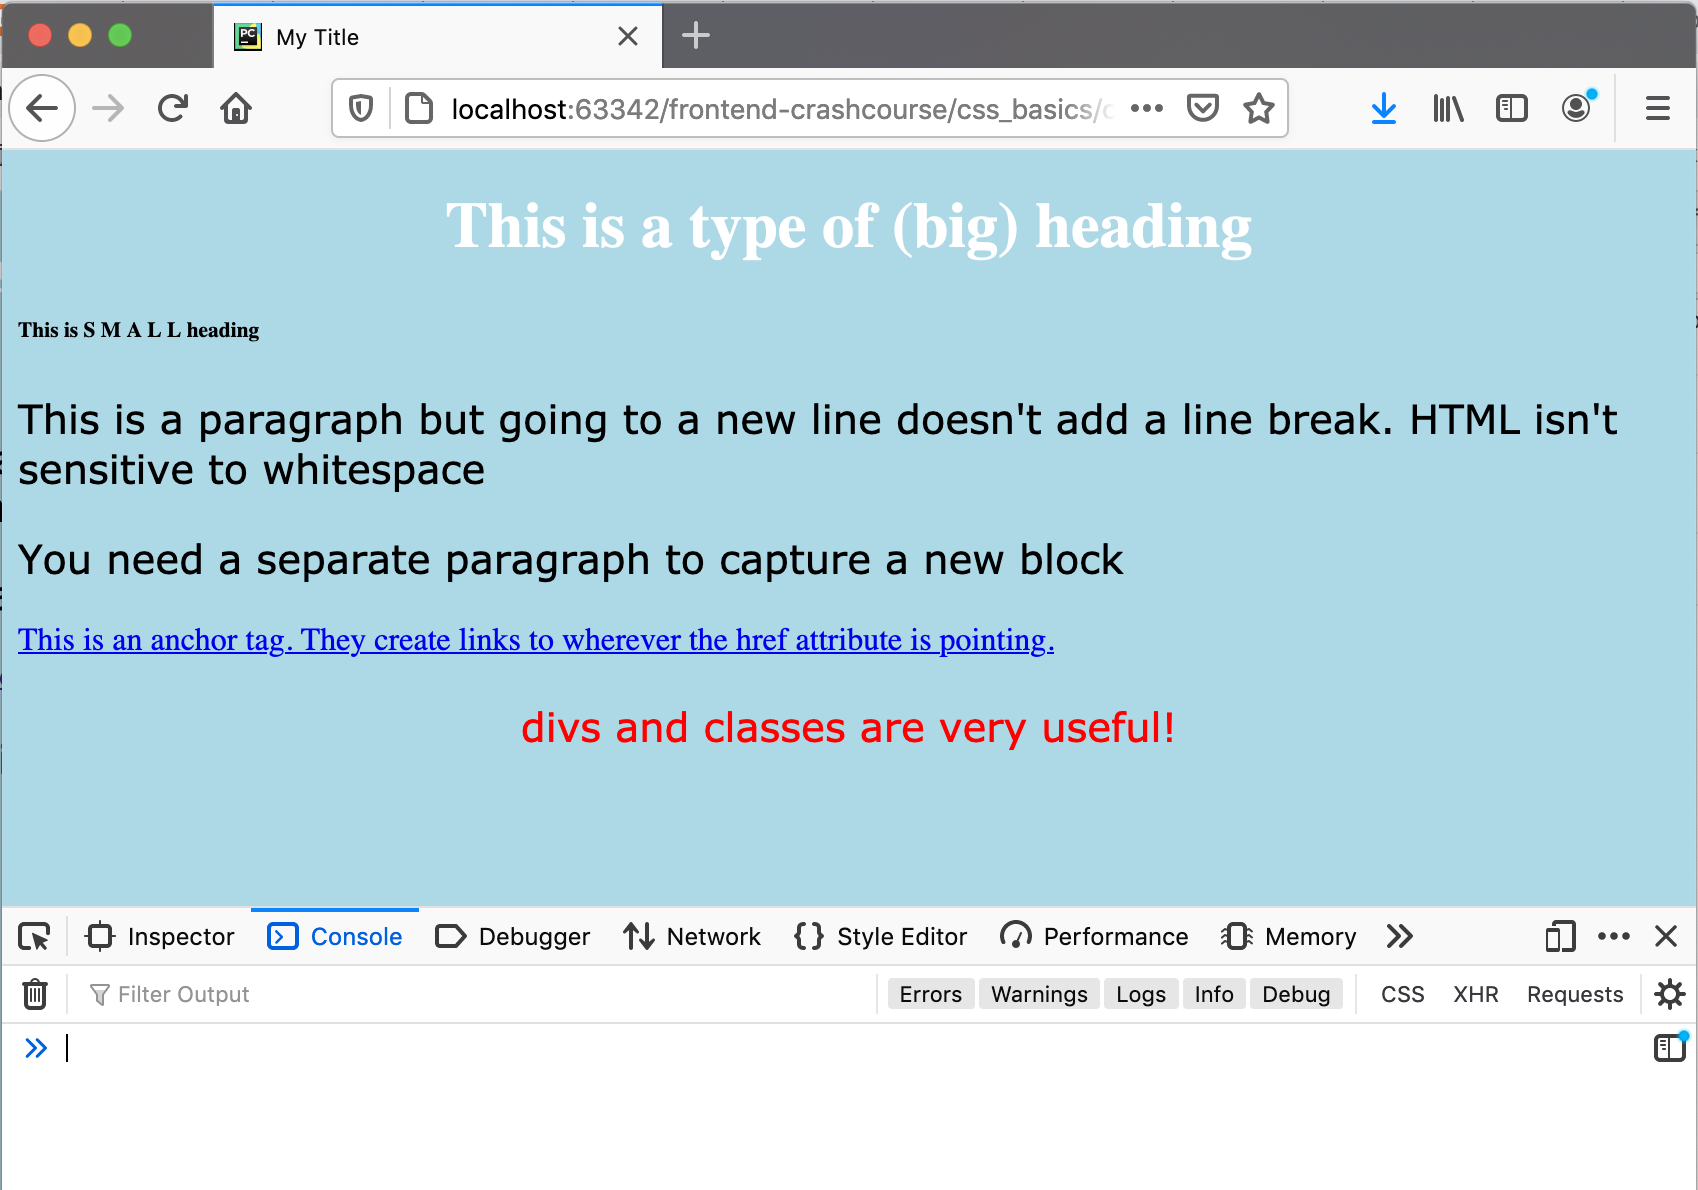 PC My Title
localhost:63342/frontend-crashcourse/css_basics/
This is a type of (big) heading
This is S M A L L heading
This is a paragraph but going to a new line doesn't add a line break. HTML isn't
sensitive to whitespace
You need a separate paragraph to capture a new block
This is an anchor tag. They create links to wherever the href attribute is pointing.
divs and classes are very useful!
Inspector Console Debugger Network Style Editor Performance Memory
Filter Output Errors Warnings Logs Info Debug CSS XHR Requests